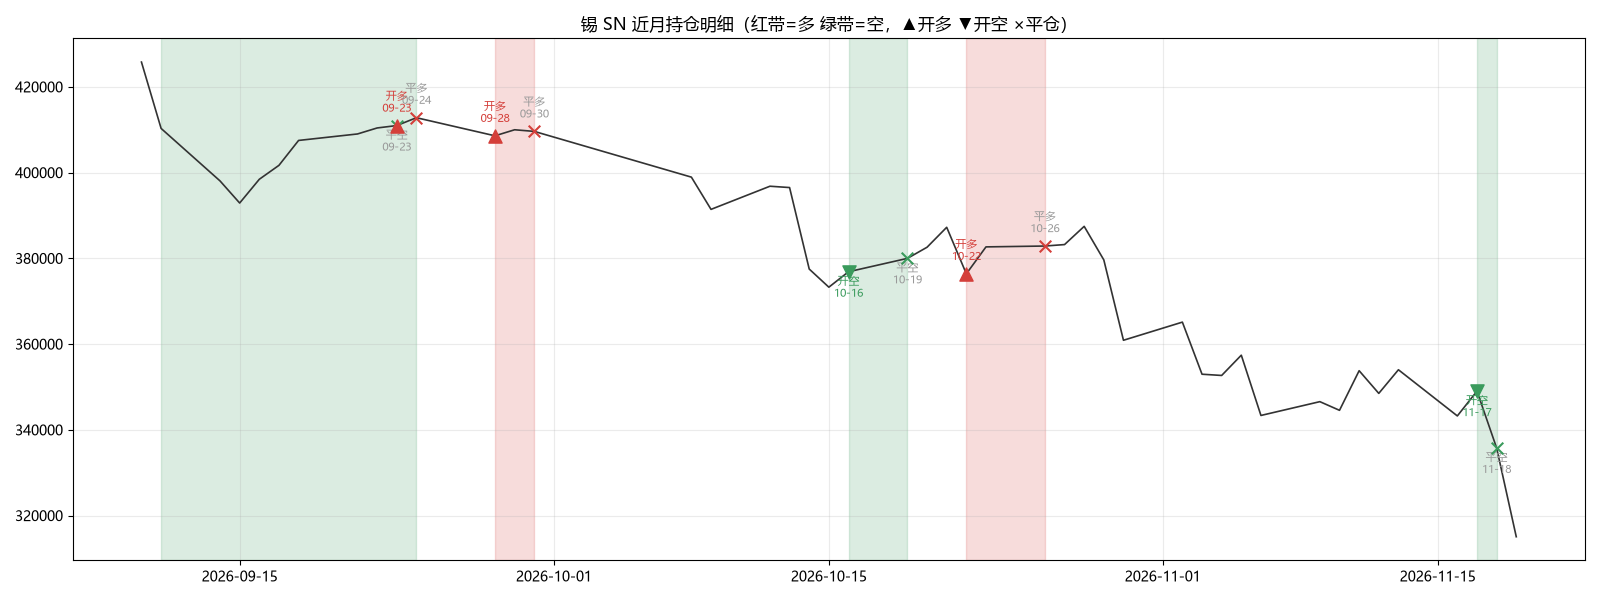 锡 SN 近月持仓明细（红带=多 绿带=空，▲开多 ▼开空 ×平仓）
420000
400000
380000
360000
340000
320000
开多
09-23
平多
09-24
平空
09-23
开多
09-28
平多
09-30
开空
10-16
平空
10-19
开多
10-22
平多
10-26
开空
11-17
平空
11-18
2026-09-15
2026-10-01
2026-10-15
2026-11-01
2026-11-15